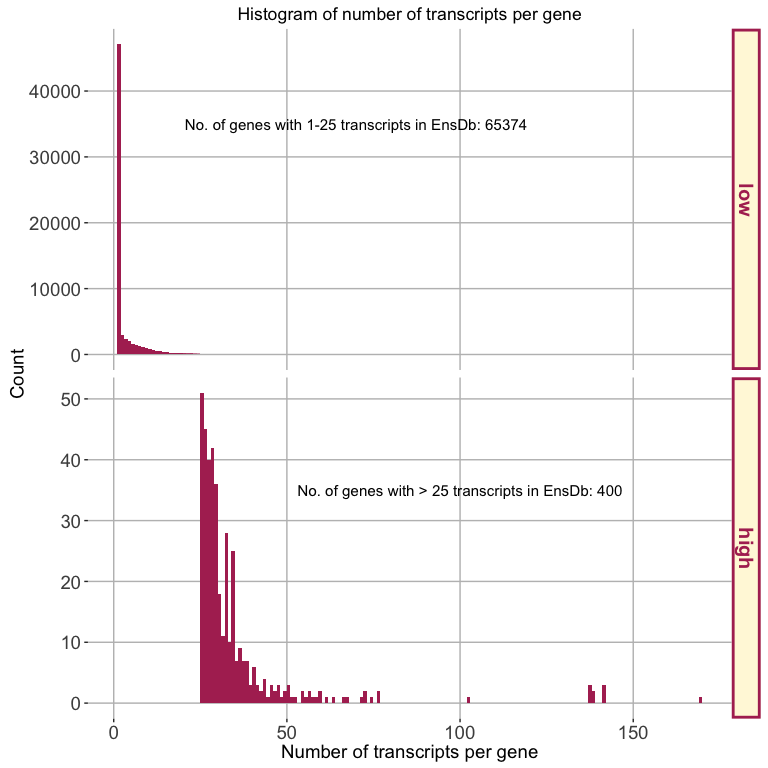 Histogram of number of transcripts per gene
40000
30000
20000
10000
0
No. of genes with 1-25 transcripts in EnsDb: 65374
low
Count
50
40
30
20
10
0
No. of genes with > 25 transcripts in EnsDb: 400
high
0 50 100 150
Number of transcripts per gene